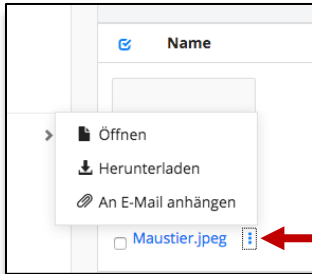 Name
Öffnen
Herunterladen
An E-Mail anhängen
Maustier.jpeg